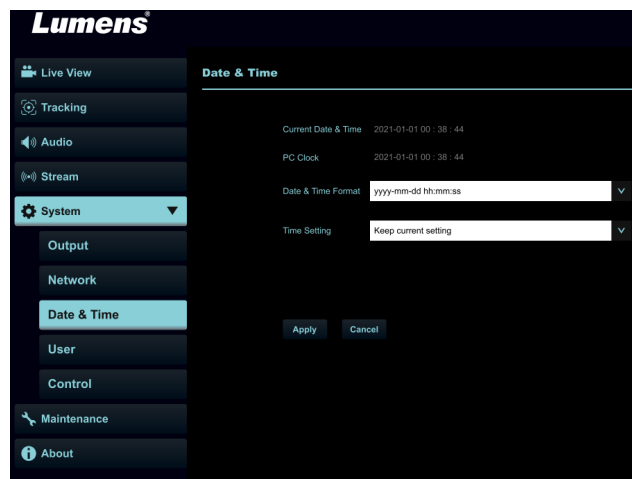 Lumens®
Live View
Tracking
Audio
Stream
System
Output
Network
Date & Time
User
Control
Maintenance
About
Date & Time
Current Date & Time 2021-01-01 00 : 38 : 44
PC Clock 2021-01-01 00 : 38 : 44
Date & Time Format yyyy-mm-dd hh:mm:ss
Time Setting Keep current setting
Apply Cancel